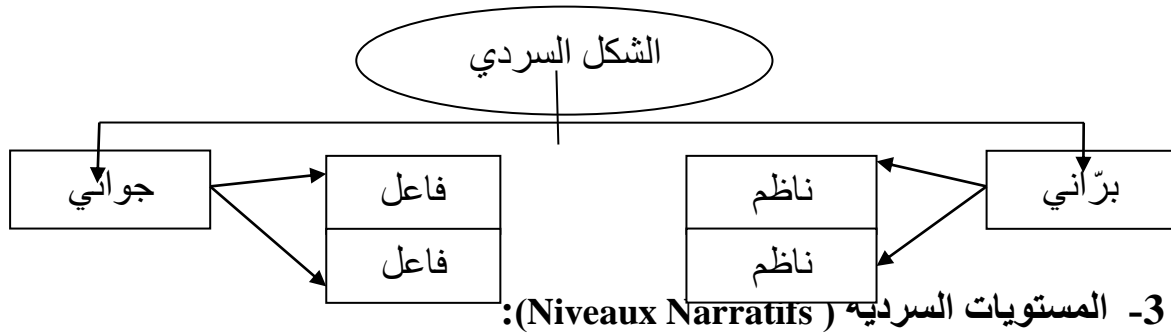 الشكل السردي
برّاني
ناظم
ناظم
فاعل
فاعل
جواني
3- المستويات السردية ( Niveaux Narratifs):